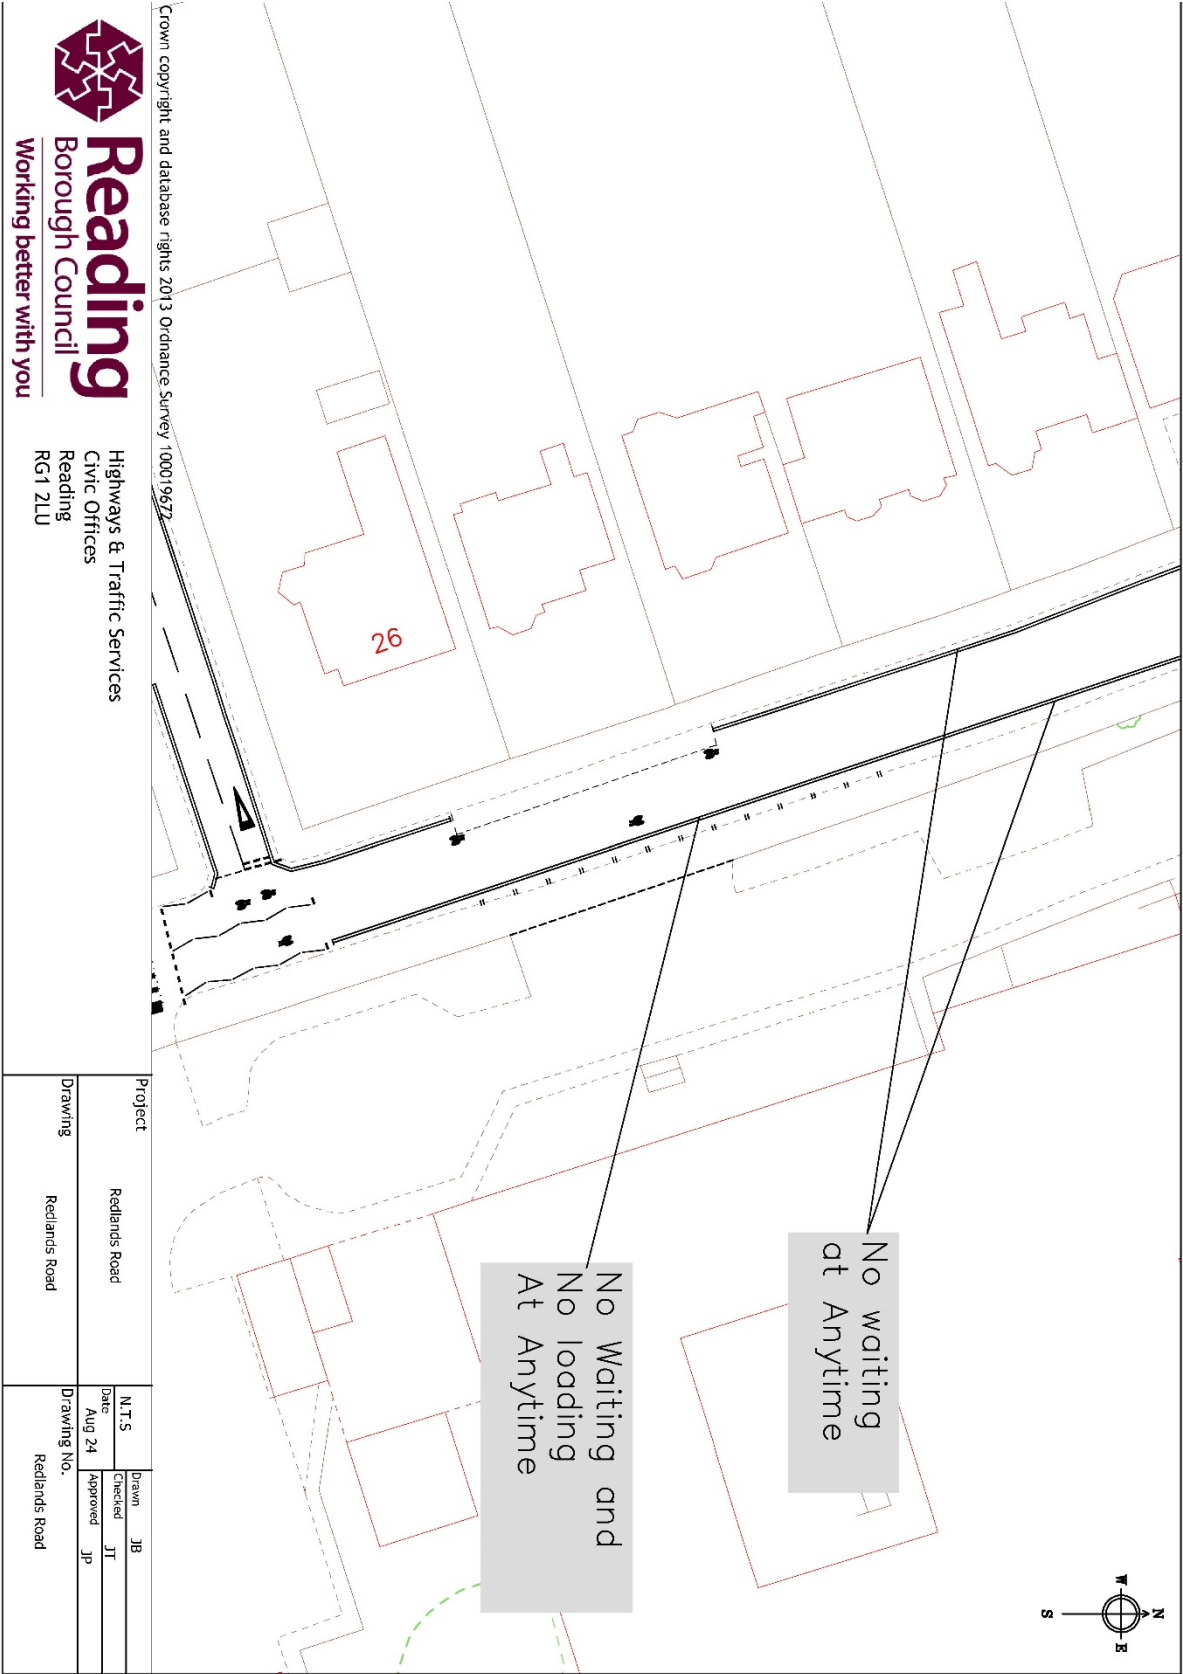 Crown copyright and database rights 2013 Ordnance Survey 100019672
26
No waiting
at Anytime
No Waiting and
No loading
At Anytime
N
W
E
S
Reading
Borough Council
Working better with you
Highways & Traffic Services
Civic Offices
Reading
RG1 2LU
Project
Redlands Road
Drawing
Redlands Road
N.T.S
Date
Aug 24
Drawn JB
Checked JT
Approved JP
Drawing No.
Redlands Road